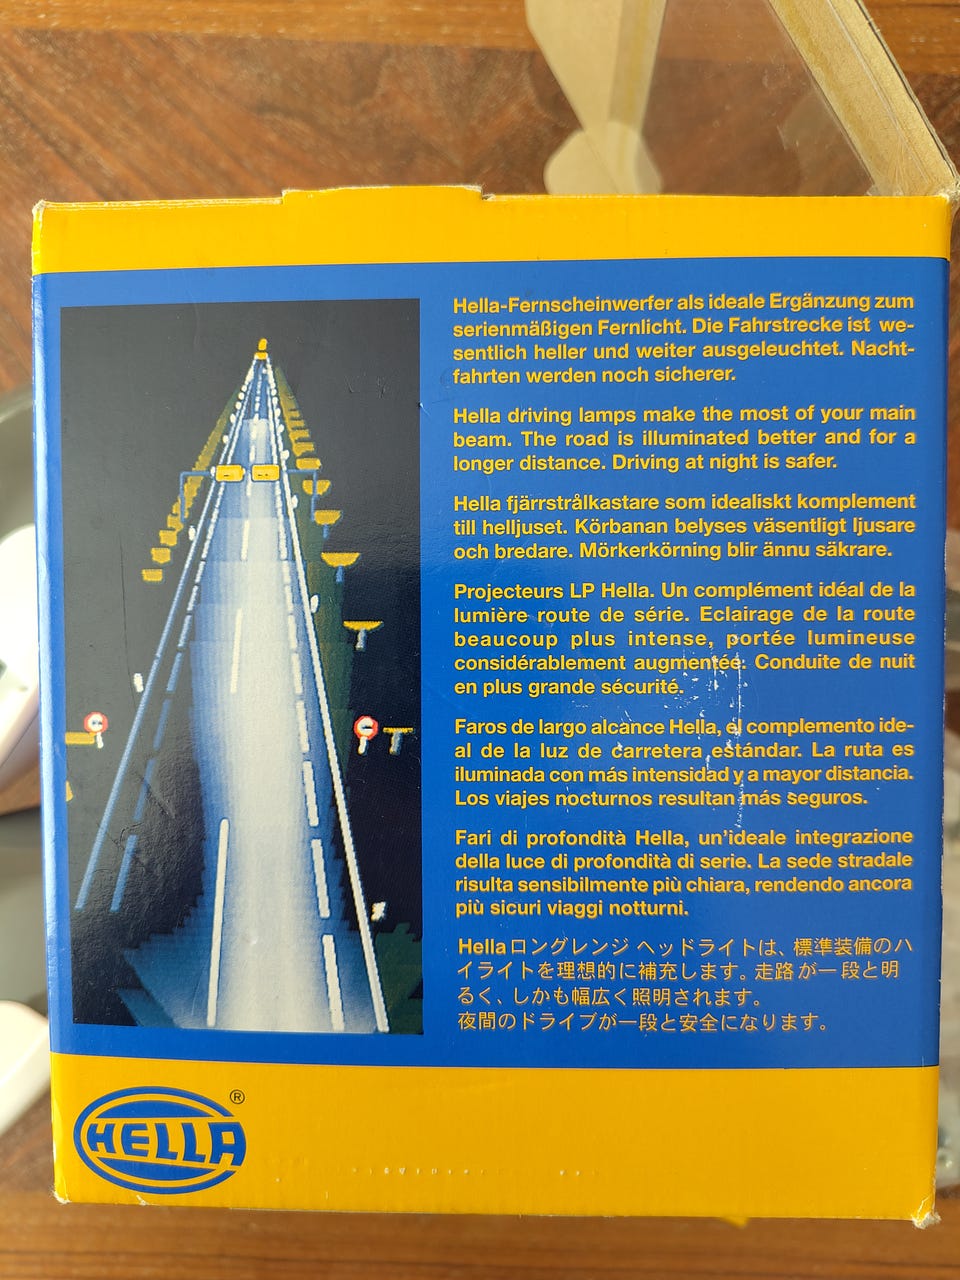 Hella-Fernscheinwerfer als ideale Ergänzung zum
serienmäßigen Fernlicht. Die Fahrstrecke ist we-
sentlich heller und weiter ausgeleuchtet. Nacht-
fahrten werden noch sicherer.
Hella driving lamps make the most of your main
beam. The road is illuminated better and for a
longer distance. Driving at night is safer.
Hella fjärrstrålkastare som idealiskt komplement
till helljuset. Körbanan belyses väsentligt ljusare
och bredare. Mörkerkörning blir ännu säkrare.
Projecteurs LP Hella. Un complément idéal de la
lumière route de série. Eclairage de la route
beaucoup plus intense, portée lumineuse
considérablement augmentée. Conduite de nuit
en plus grande sécurité.
Faros de largo alcance Hella, el complemento ide-
al de la luz de carretera estándar. La ruta es
iluminada con más intensidad y a mayor distancia.
Los viajes nocturnos resultan más seguros.
Fari di profondità Hella, un'ideale integrazione
della luce di profondità di serie. La sede stradale
risulta sensibilmente più chiara, rendendo ancora
più sicuri viaggi notturni.
Hellaロングレンジ ヘッドライトは、標準装備のハ
イライトを理想的に補充します。走路が一段と明
るく、しかも幅広く照明されます。
夜間のドライブが一段と安全になります。
HELLA ®